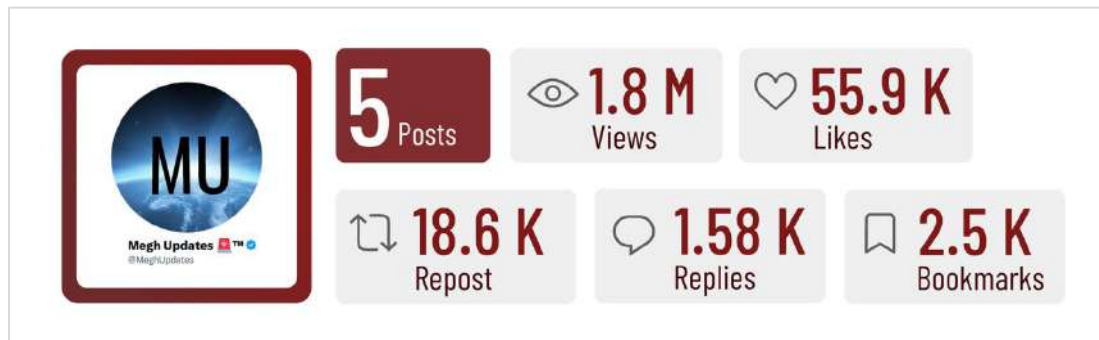 MU
Megh Updates 🚨™
@MeghUpdates
5 Posts
1.8 M
Views
55.9 K
Likes
18.6 K
Repost
1.58 K
Replies
2.5 K
Bookmarks